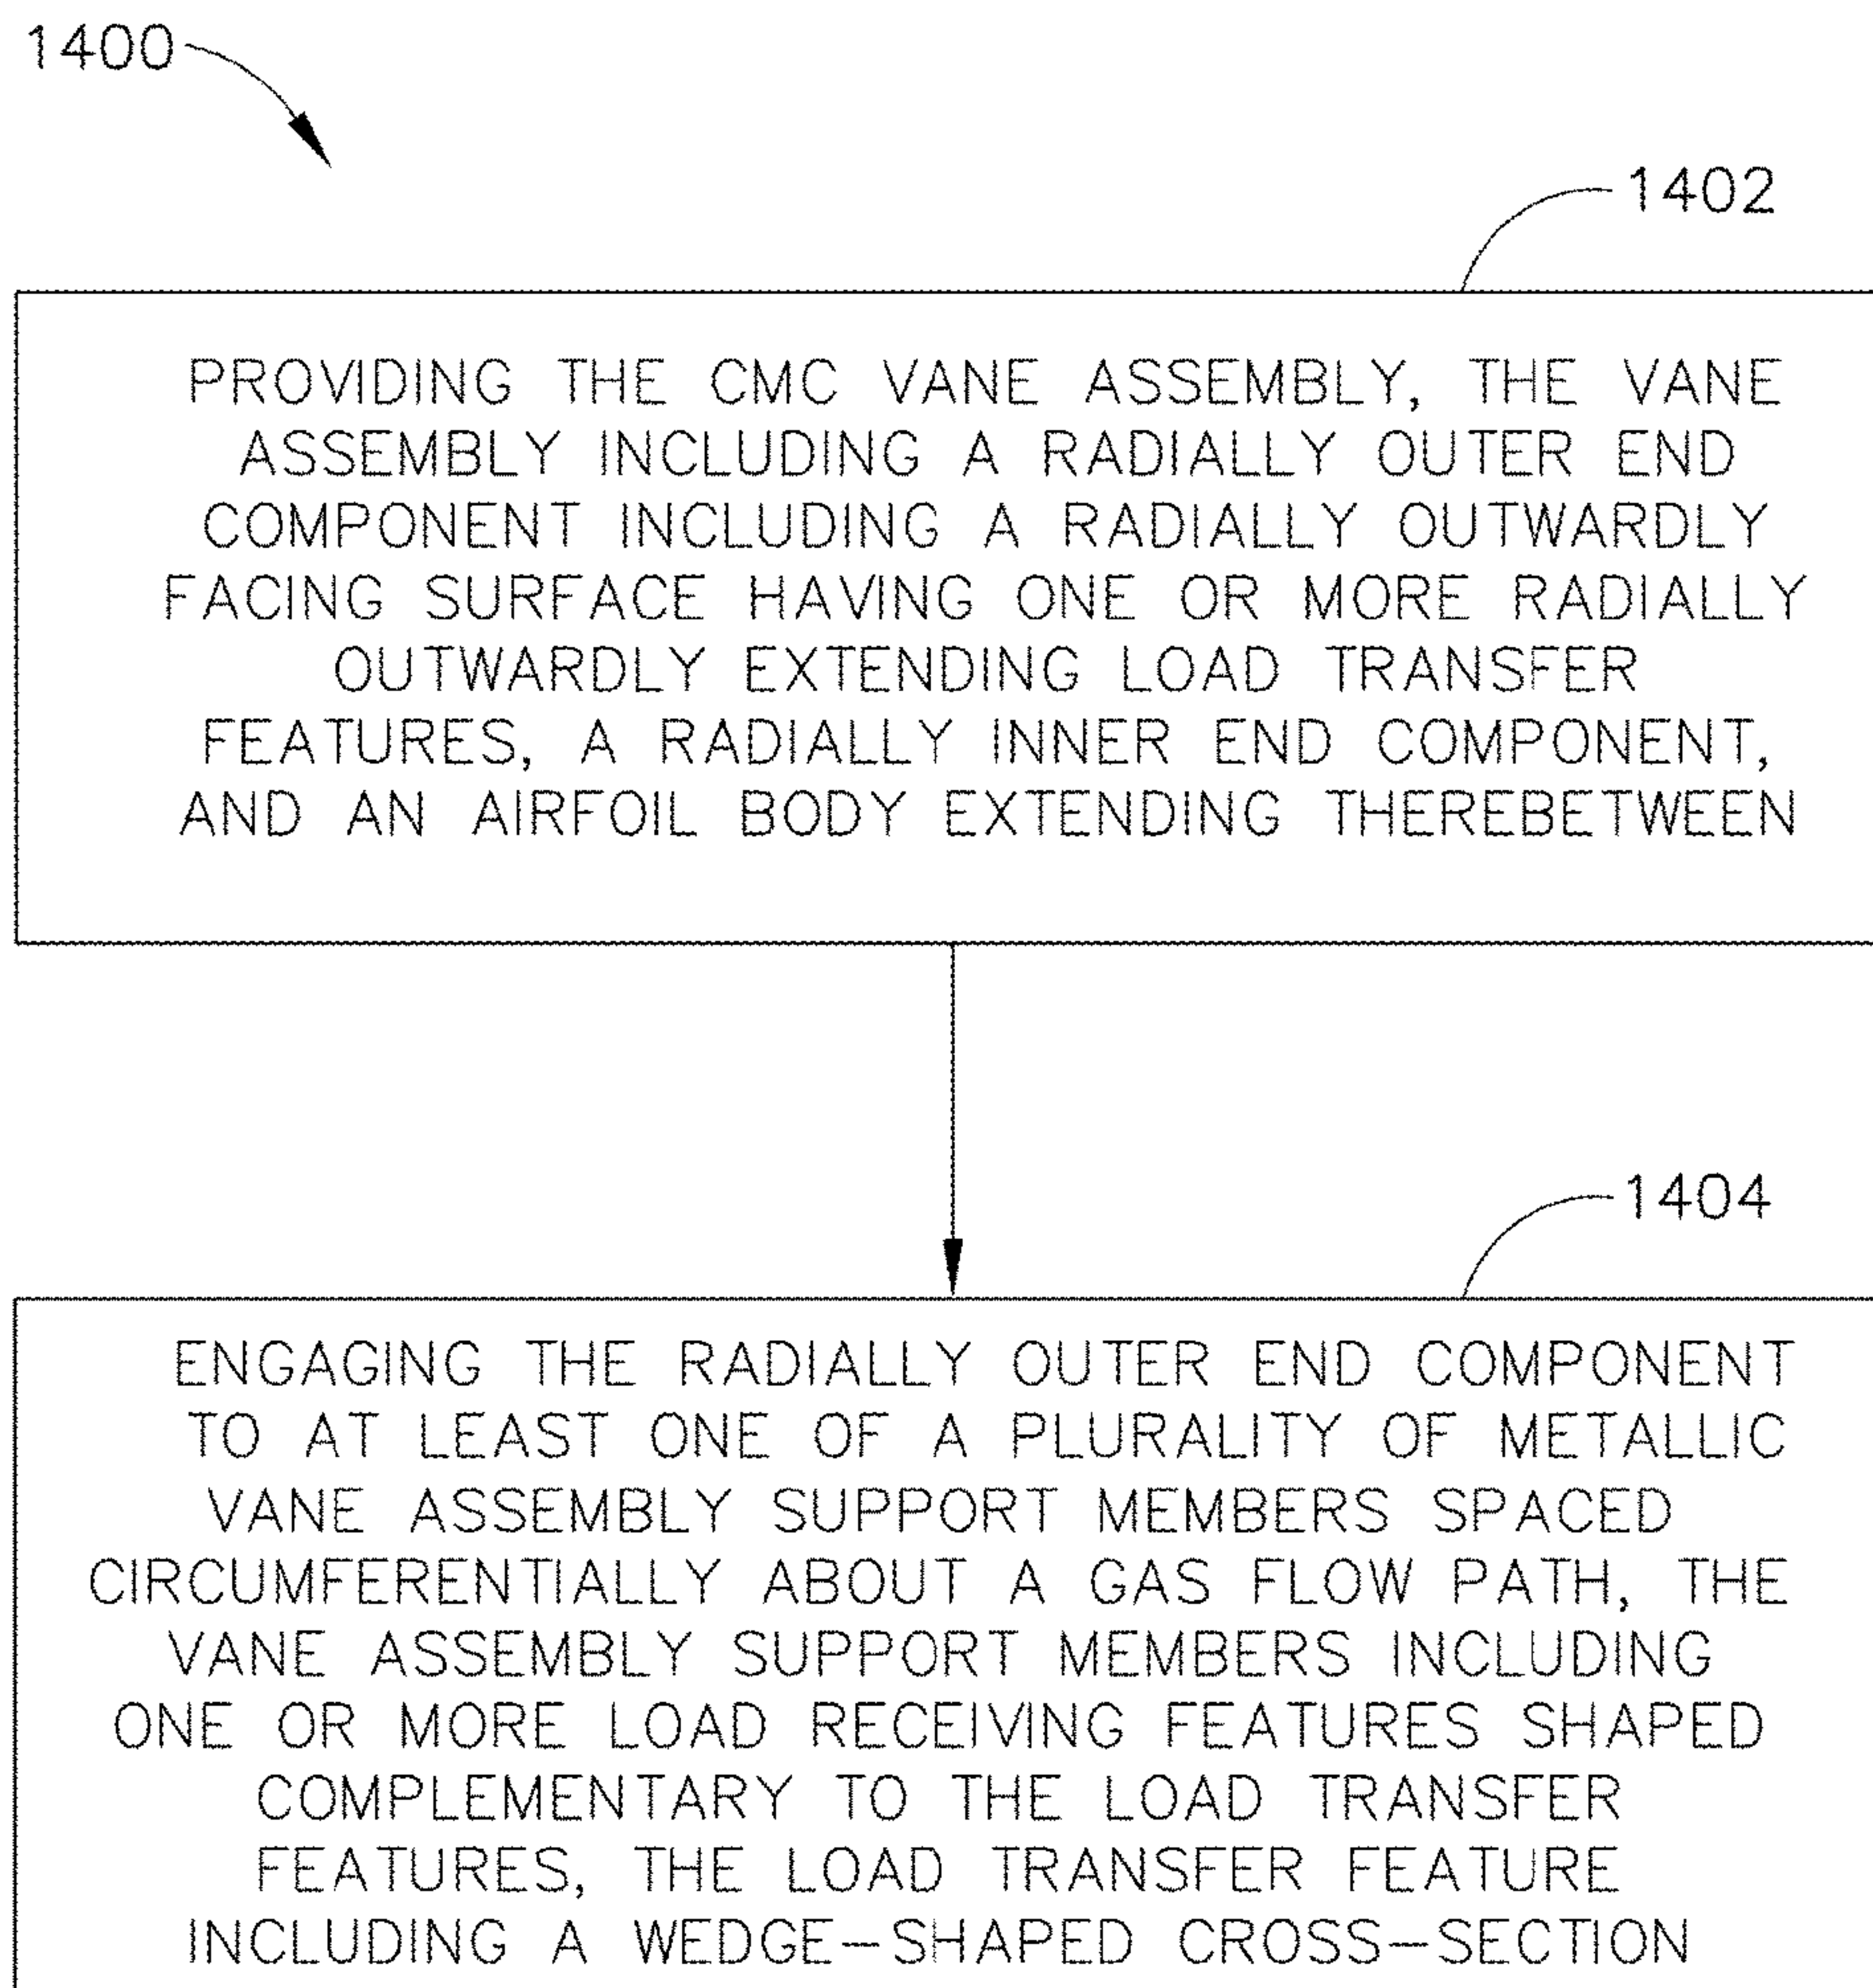 1400
1402
PROVIDING THE CMC VANE ASSEMBLY, THE VANE
ASSEMBLY INCLUDING A RADIALLY OUTER END
COMPONENT INCLUDING A RADIALLY OUTWARDLY
FACING SURFACE HAVING ONE OR MORE RADIALLY
OUTWARDLY EXTENDING LOAD TRANSFER
FEATURES, A RADIALLY INNER END COMPONENT,
AND AN AIRFOIL BODY EXTENDING THEREBETWEEN
1404
ENGAGING THE RADIALLY OUTER END COMPONENT
TO AT LEAST ONE OF A PLURALITY OF METALLIC
VANE ASSEMBLY SUPPORT MEMBERS SPACED
CIRCUMFERENTIALLY ABOUT A GAS FLOW PATH, THE
VANE ASSEMBLY SUPPORT MEMBERS INCLUDING
ONE OR MORE LOAD RECEIVING FEATURES SHAPED
COMPLEMENTARY TO THE LOAD TRANSFER
FEATURES, THE LOAD TRANSFER FEATURE
INCLUDING A WEDGE-SHAPED CROSS-SECTION